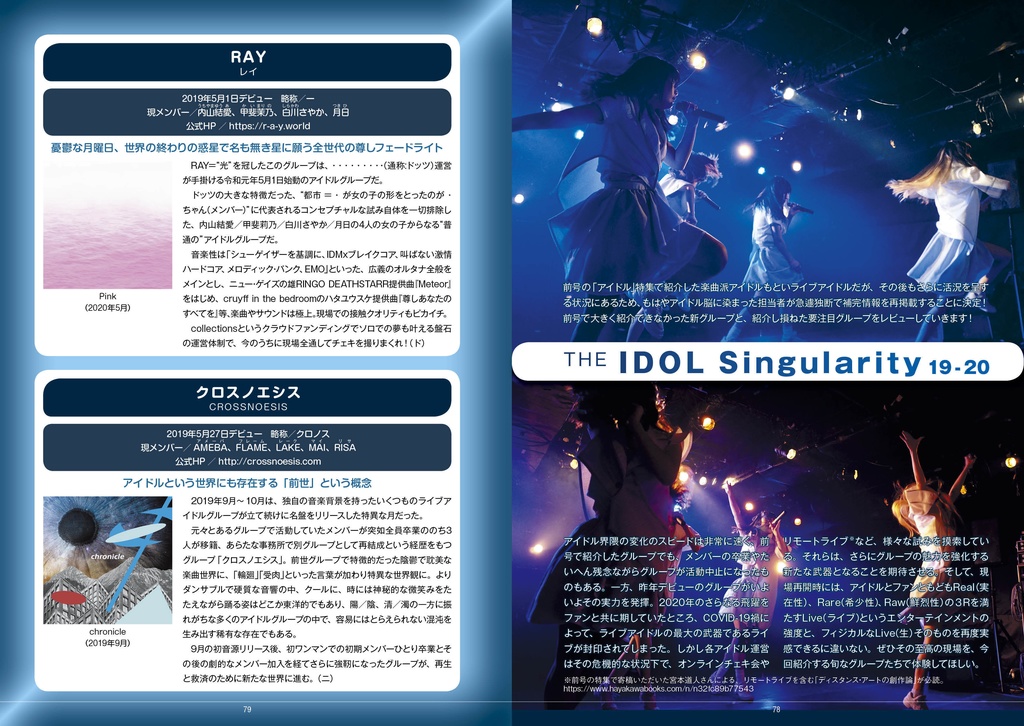 前号の「アイドル」特集で紹介した楽曲派アイドルもといライブアイドルだが、その後もさらに活況を呈す
る状況にあるため、もはやアイドル脳に染まった担当者が急遽独断で補完情報を再掲載することに決定！
前号で大きく紹介できなかった新グループと、紹介し損ねた要注目グループをレビューしていきます！
THE IDOL Singularity 19-20
アイドル界隈の変化のスピードは非常に速く、前
号で紹介したグループでも、メンバーの卒業やた
いへん残念ながらグループが活動中止になったも
のもある。一方、昨年デビューのグループがいよ
いよその実力を発揮。2020年のさらなる飛躍を
ファンと共に期していたところ、COVID-19禍に
よって、ライブアイドルの最大の武器であるライ
ブが封印されてしまった。しかし各アイドル運営
はその危機的な状況下で、オンラインチェキ会や
リモートライブ※など、様々な試みを摸索してい
る。それらは、さらにグループの魅力を強化する
新たな武器となることを期待させる。そして、現
場再開時には、アイドルとファンともどもReal（実
在性）、Rare（希少性）、Raw（鮮烈性）の３Rを満
たすLive（ライブ）というエンターテインメントの
強度と、フィジカルなLive（生）そのものを再度実
感できるに違いない。ぜひその至高の現場を、今
回紹介する旬なグループたちで体験してほしい。
※前号の特集で寄稿いただいた宮本道人さんによる、リモートライブを含む「ディスタンス・アートの創作論」が必読。
https://www.hayakawabooks.com/n/n32fc89b77543
78
RAY
レイ
2019年5月1日デビュー　略称／ー
うちやまゆうあ　かいまりの　しらかわ　つきひ
現メンバー／内山結愛、甲斐莉乃、白川さやか、月日
公式HP ／ https://r-a-y.world
憂鬱な月曜日、世界の終わりの惑星で名も無き星に願う全世代の尊しフェードライト
RAY＝“光”を冠したこのグループは、・・・・・・・・・（通称：ドッツ）運営
が手掛ける令和元年5月1日始動のアイドルグループだ。
ドッツの大きな特徴だった、“都市 ＝ ・ が女の子の形をとったのが ・
ちゃん（メンバー）”に代表されるコンセプチャルな試み自体を一切排除し
た、内山結愛／甲斐莉乃／白川さやか／月日の4人の女の子からなる“普
通の”アイドルグループだ。
音楽性は「シューゲイザーを基調に、IDMxブレイクコア、叫ばない激情
ハードコア、メロディック・パンク、EMO」といった、広義のオルタナ全般を
メインとし、ニュー・ゲイズの雄RINGO DEATHSTARR提供曲『Meteor』
をはじめ、cruyff in the bedroomのハタユウスケ提供曲『尊しあなたの
すべてを』等、楽曲やサウンドは極上。現場での接触クオリティもピカイチ。
collectionsというクラウドファンディングでソロでの夢も叶える盤石
の運営体制で、今のうちに現場全通してチェキを撮りまくれ！（ド）
Pink
（2020年5月）
クロスノエシス
CROSSNOESIS
2019年5月27日デビュー　略称／クロノス
アメーバ　フレーム　レーク　マイ　リサ
現メンバー／ AMEBA、FLAME、LAKE、MAI、RISA
公式HP ／ http://crossnoesis.com
アイドルという世界にも存在する「前世」という概念
2019年9月～10月は、独自の音楽背景を持ったいくつものライブア
イドルグループが立て続けに名盤をリリースした特異な月だった。
元々とあるグループで活動していたメンバーが突如全員卒業ののち3
人が移籍、あらたな事務所で別グループとして再結成という経歴をもつ
グループ「クロスノエシス」。前世グループで特徴的だった陰鬱で耽美な
楽曲世界に、「輪廻」「受肉」といった言葉が加わり特異な世界観に。より
ダンサブルで硬質な音響の中、クールに、時には神秘的な微笑みをた
たえながら踊る姿はどこか東洋的でもあり、陽／陰、清／濁の一方に振
れがちな多くのアイドルグループの中で、容易にはとらえられない混沌を
生み出す稀有な存在でもある。
9月の初音源リリース後、初ワンマンでの初期メンバーひとり卒業とそ
の後の劇的なメンバー加入を経てさらに強靭になったグループが、再生
と救済のために新たな世界に進む。（ニ）
chronicle
chronicle
（2019年9月）
79